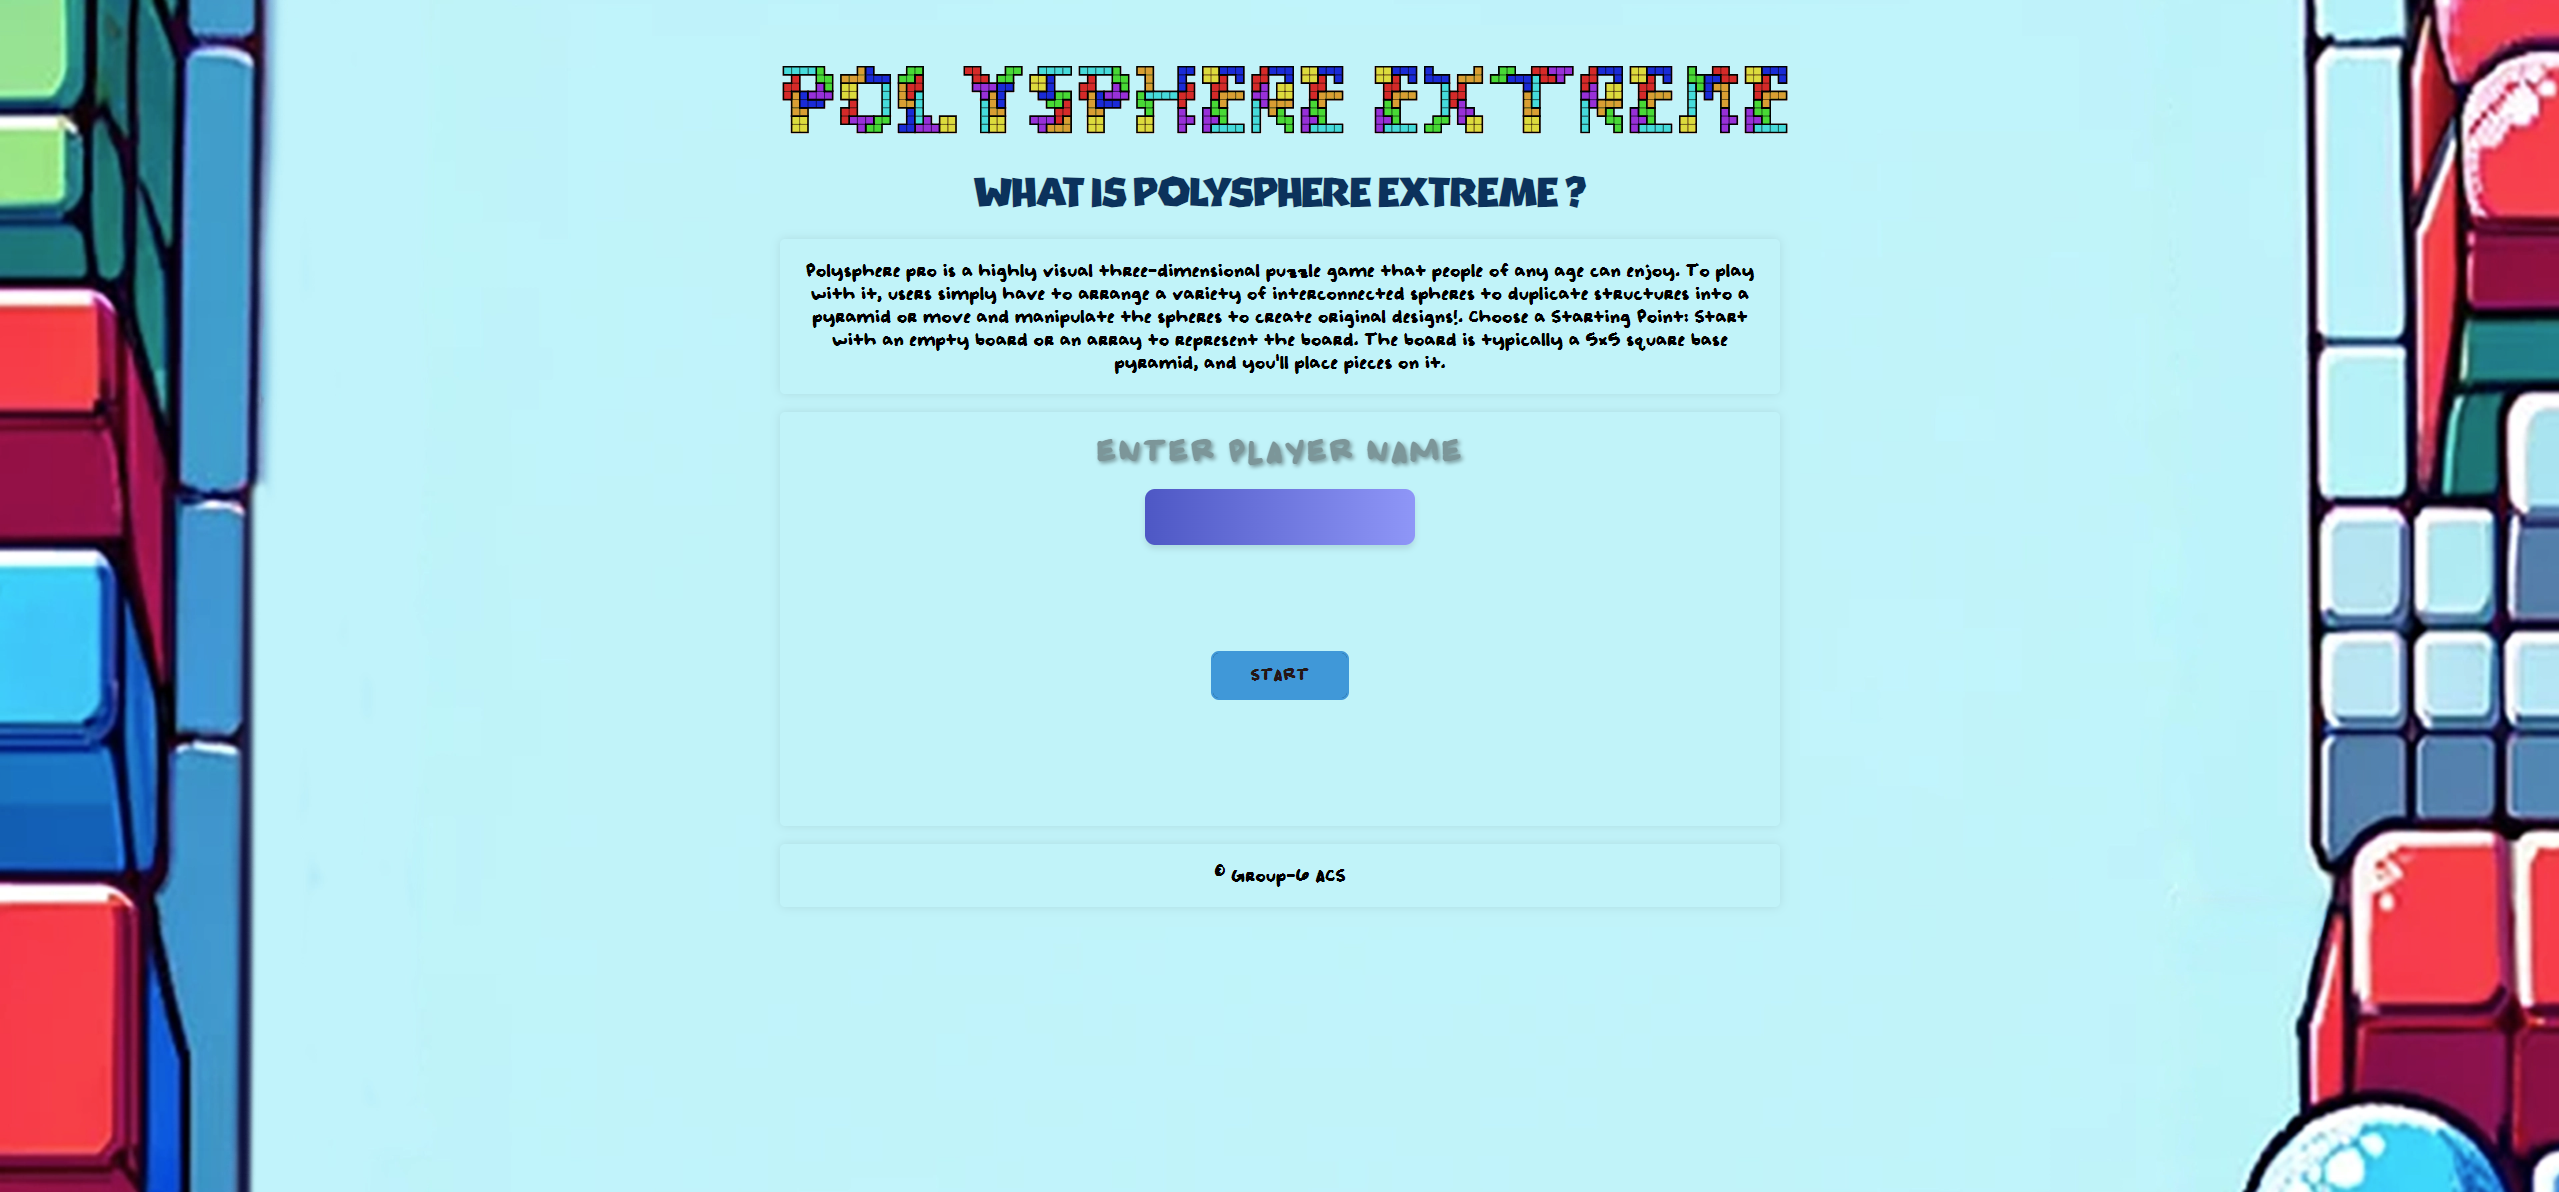 POLYSPHERE EXTREME
WHAT IS POLYSPHERE EXTREME ?
Polysphere pro is a highly visual three-dimensional puzzle game that people of any age can enjoy. To play
with it, users simply have to arrange a variety of interconnected spheres to duplicate structures into a
pyramid or move and manipulate the spheres to create original designs!. Choose a Starting Point: Start
with an empty board or an array to represent the board. The board is typically a 5x5 square base
pyramid, and you'll place pieces on it.
ENTER PLAYER NAME
START
© Group-6 ACS